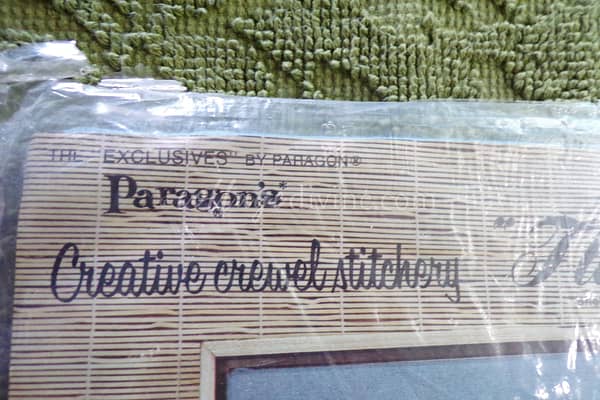 THE "EXCLUSIVES" BY PARAGON®
Paragon's*
Creative crewel stitchery